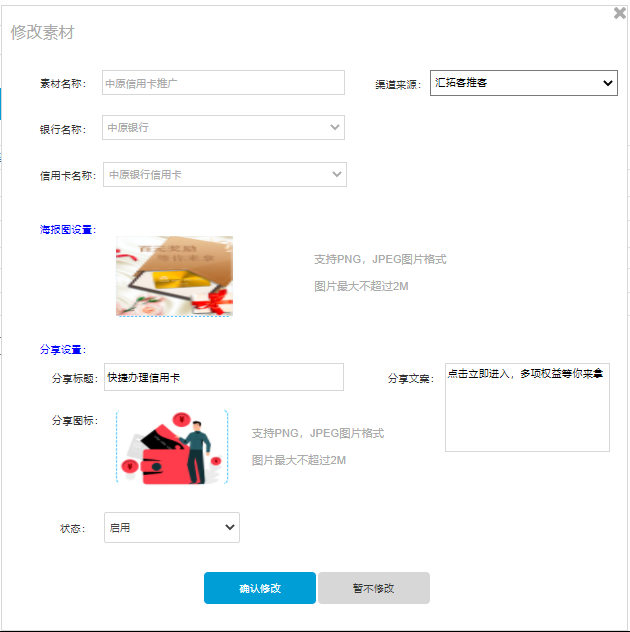 修改素材
素材名称： 中原信用卡推广 渠道来源： 汇拓客推客
银行名称： 中原银行
信用卡名称： 中原银行信用卡
海报图设置：
百元奖励
等你来拿
支持PNG，JPEG图片格式
图片最大不超过2M
分享设置：
分享标题： 快捷办理信用卡 分享文案： 点击立即进入，多项权益等你来拿
分享图标：
支持PNG，JPEG图片格式
图片最大不超过2M
状态： 启用
确认修改 暂不修改